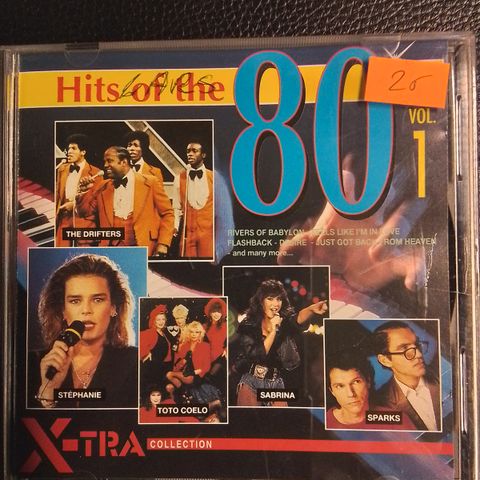 LARS
Hits of the 80
20
VOL. 1
THE DRIFTERS
RIVERS OF BABYLON - FEELS LIKE I'M IN LOVE
FLASHBACK - DESIRE - JUST GOT BACK FROM HEAVEN
- and many more...
STÉPHANIE
TOTO COELO
SABRINA
SPARKS
X-TRA COLLECTION